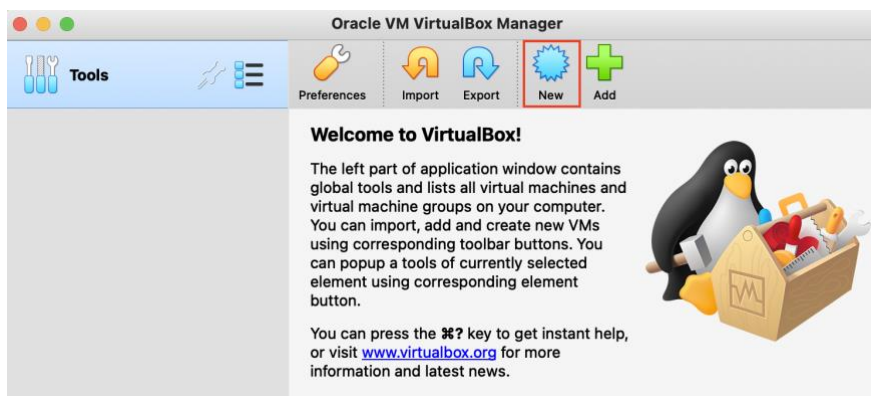 Oracle VM VirtualBox Manager
Tools
Preferences Import Export New Add
Welcome to VirtualBox!
The left part of application window contains
global tools and lists all virtual machines and
virtual machine groups on your computer.
You can import, add and create new VMs
using corresponding toolbar buttons. You
can popup a tools of currently selected
element using corresponding element
button.
You can press the ⌘? key to get instant help,
or visit www.virtualbox.org for more
information and latest news.